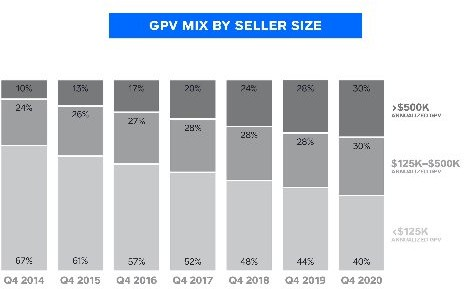 GPV MIX BY SELLER SIZE
10% 13% 17% 20% 24% 28% 30%
>$500K
ANNUALIZED GPV
24% 26% 27% 28% 28% 28% 30%
$125K–$500K
ANNUALIZED GPV
<$125K
ANNUALIZED GPV
67% 61% 57% 52% 48% 44% 40%
Q4 2014 Q4 2015 Q4 2016 Q4 2017 Q4 2018 Q4 2019 Q4 2020